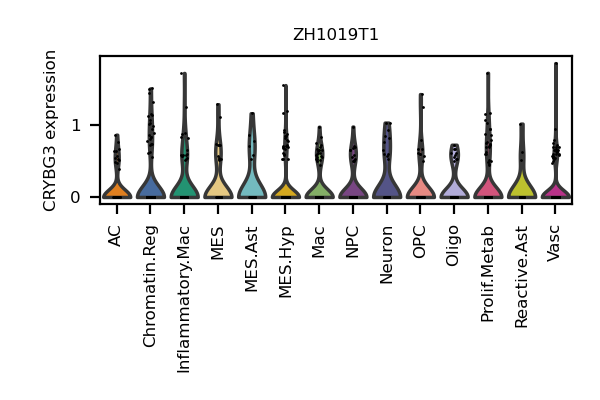 ZH1019T1
CRYBG3 expression
1
0
AC
Chromatin.Reg
Inflammatory.Mac
MES
MES.Ast
MES.Hyp
Mac
NPC
Neuron
OPC
Oligo
Prolif.Metab
Reactive.Ast
Vasc